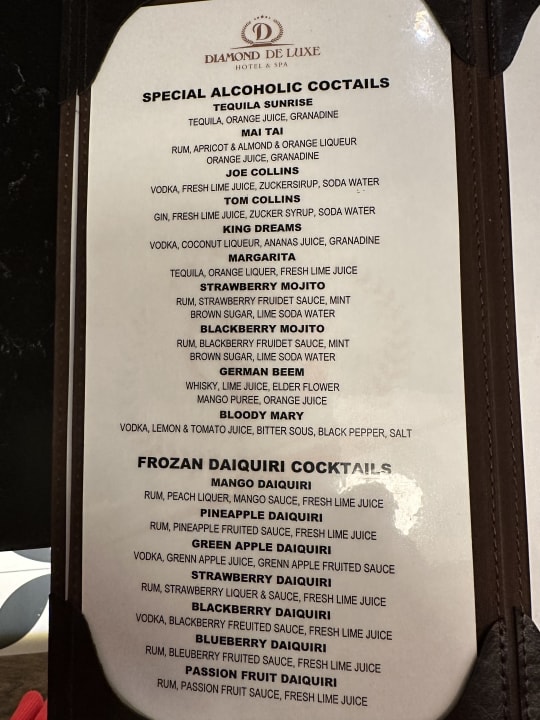 D
DIAMOND DE LUXE
HOTEL & SPA
SPECIAL ALCOHOLIC COCTAILS
TEQUILA SUNRISE
TEQUILA, ORANGE JUICE, GRANADINE
MAI TAI
RUM, APRICOT & ALMOND & ORANGE LIQUEUR
ORANGE JUICE, GRANADINE
JOE COLLINS
VODKA, FRESH LIME JUICE, ZUCKERSIRUP, SODA WATER
TOM COLLINS
GIN, FRESH LIME JUICE, ZUCKER SYRUP, SODA WATER
KING DREAMS
VODKA, COCONUT LIQUEUR, ANANAS JUICE, GRANADINE
MARGARITA
TEQUILA, ORANGE LIQUER, FRESH LIME JUICE
STRAWBERRY MOJITO
RUM, STRAWBERRY FRUIDET SAUCE, MINT
BROWN SUGAR, LIME SODA WATER
BLACKBERRY MOJITO
RUM, BLACKBERRY FRUIDET SAUCE, MINT
BROWN SUGAR, LIME SODA WATER
GERMAN BEEM
WHISKY, LIME JUICE, ELDER FLOWER
MANGO PUREE, ORANGE JUICE
BLOODY MARY
VODKA, LEMON & TOMATO JUICE, BITTER SOUS, BLACK PEPPER, SALT
FROZAN DAIQUIRI COCKTAILS
MANGO DAIQUIRI
RUM, PEACH LIQUER, MANGO SAUCE, FRESH LIME JUICE
PINEAPPLE DAIQUIRI
RUM, PINEAPPLE FRUITED SAUCE, FRESH LIME JUICE
GREEN APPLE DAIQUIRI
VODKA, GRENN APPLE JUICE, GRENN APPLE FRUITED SAUCE
STRAWBERRY DAIQUIRI
RUM, STRAWBERRY LIQUER & SAUCE, FRESH LIME JUICE
BLACKBERRY DAIQUIRI
VODKA, BLACKBERRY FREUITED SAUCE, FRESH LIME JUICE
BLUEBERRY DAIQUIRI
RUM, BLEUBERRY FRUITED SAUCE, FRESH LIME JUICE
PASSION FRUIT DAIQUIRI
RUM, PASSION FRUIT SAUCE, FRESH LIME JUICE